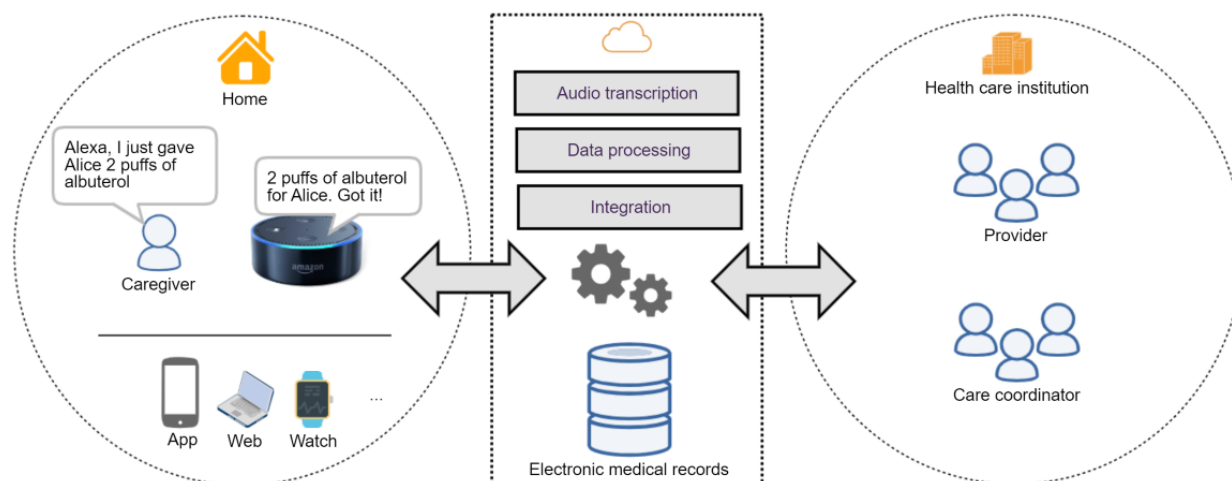 Home
Alexa, I just gave
Alice 2 puffs of
albuterol
2 puffs of albuterol
for Alice. Got it!
amazon
Caregiver
App
Web
Watch
...
Audio transcription
Data processing
Integration
Electronic medical records
Health care institution
Provider
Care coordinator